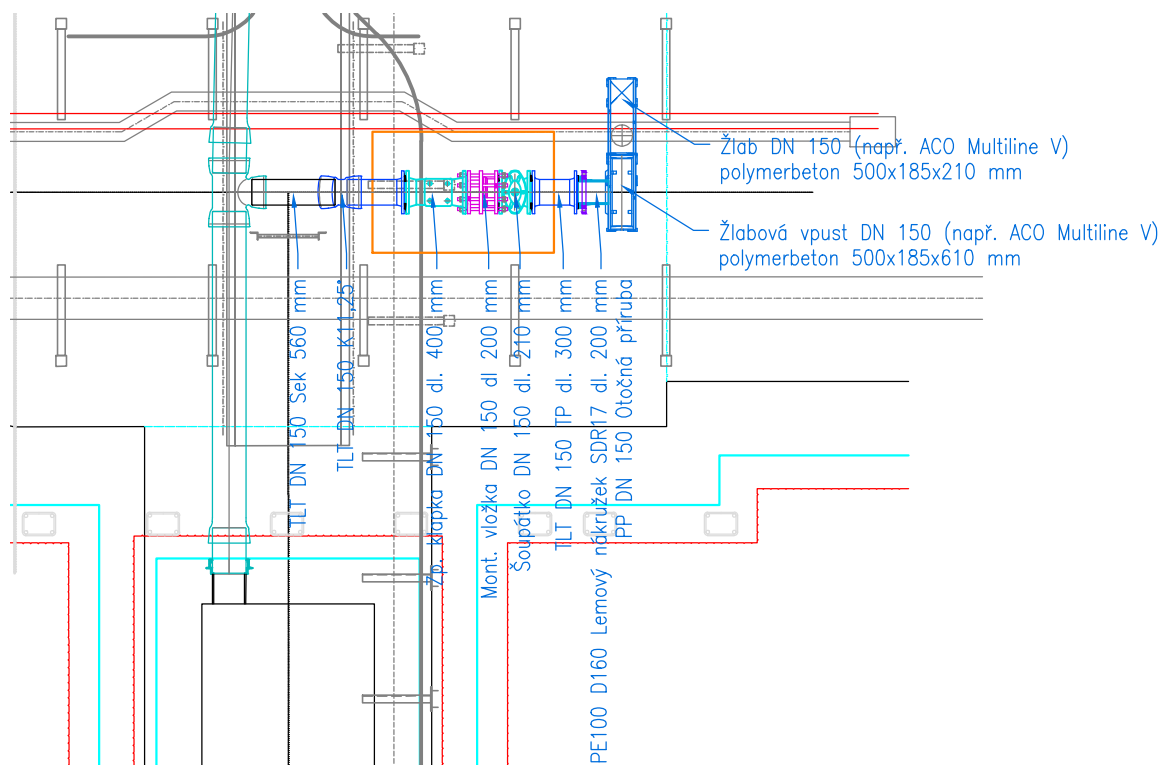 Žlab DN 150 (např. ACO Multiline V)
polymerbeton 500x185x210 mm
Žlabová vpust DN 150 (např. ACO Multiline V)
polymerbeton 500x185x610 mm
TLT DN 150 Sek 560 mm
TLT DN 150 K11,25°
Zp. klapka DN 150 dl. 400 mm
Mont. vložka DN 150 dl 200 mm
Šoupátko DN 150 dl. 210 mm
TLT DN 150 TP dl. 300 mm
PE100 D160 Lemový nákružek SDR17 dl. 200 mm
PP DN 150 Otočná příruba